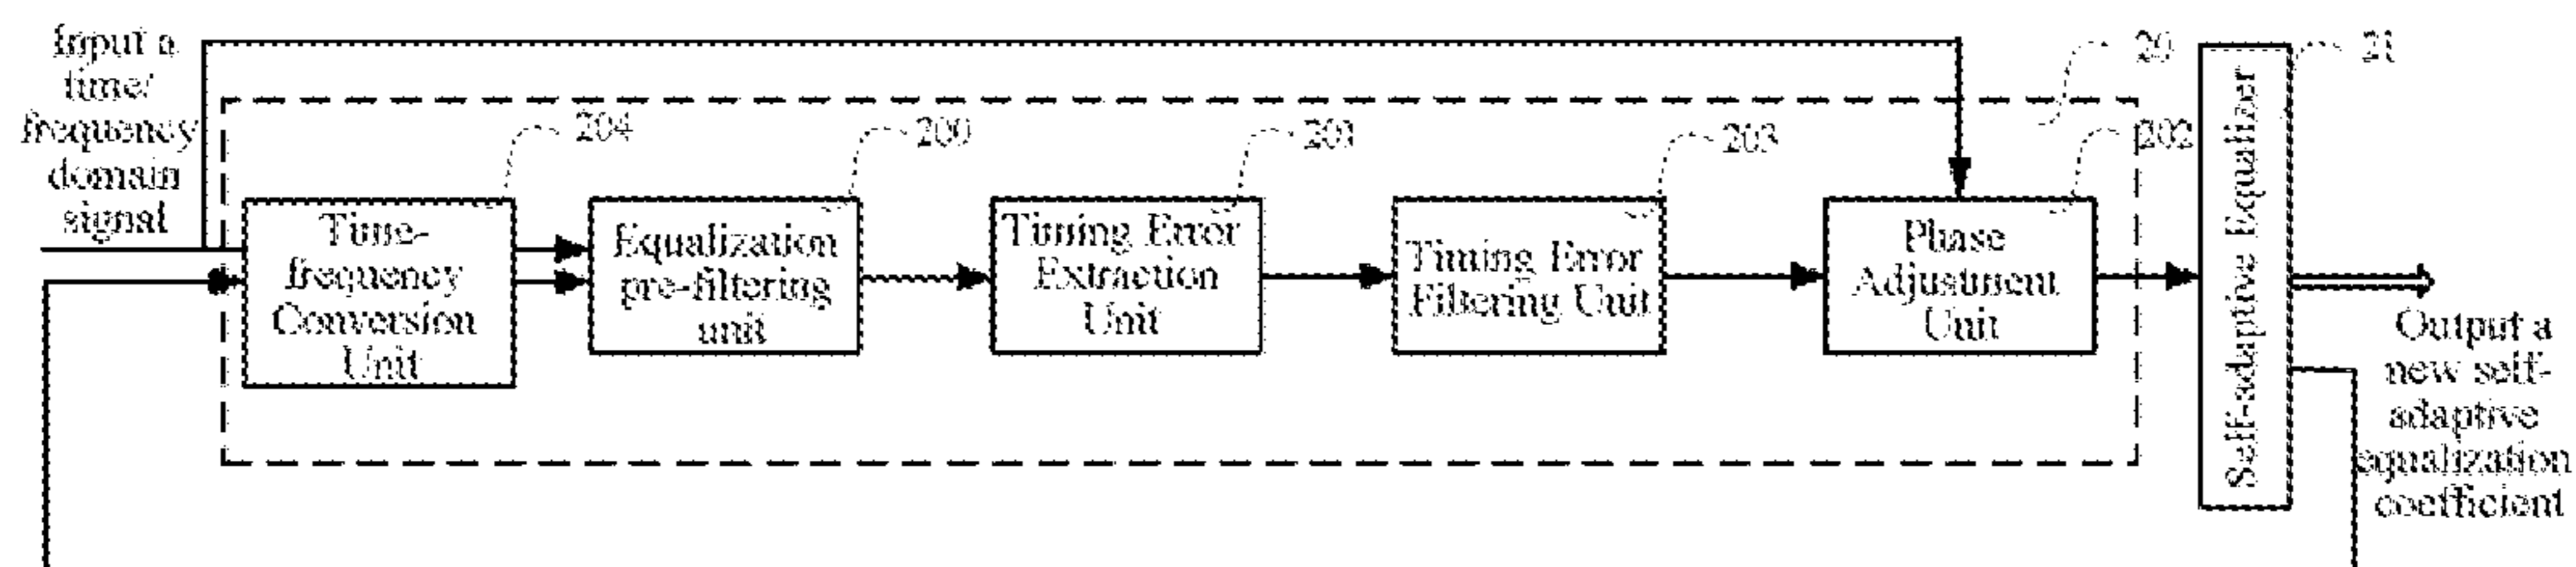 Input a
time/
frequency
domain
signal
20
21
204
200
201
203
202
Time-
frequency
Conversion
Unit
Equalization
pre-filtering
unit
Timing Error
Extraction
Unit
Timing Error
Filtering Unit
Phase
Adjustment
Unit
Self-adaptive Equalizer
Output a
new self-
adaptive
equalization
coefficient